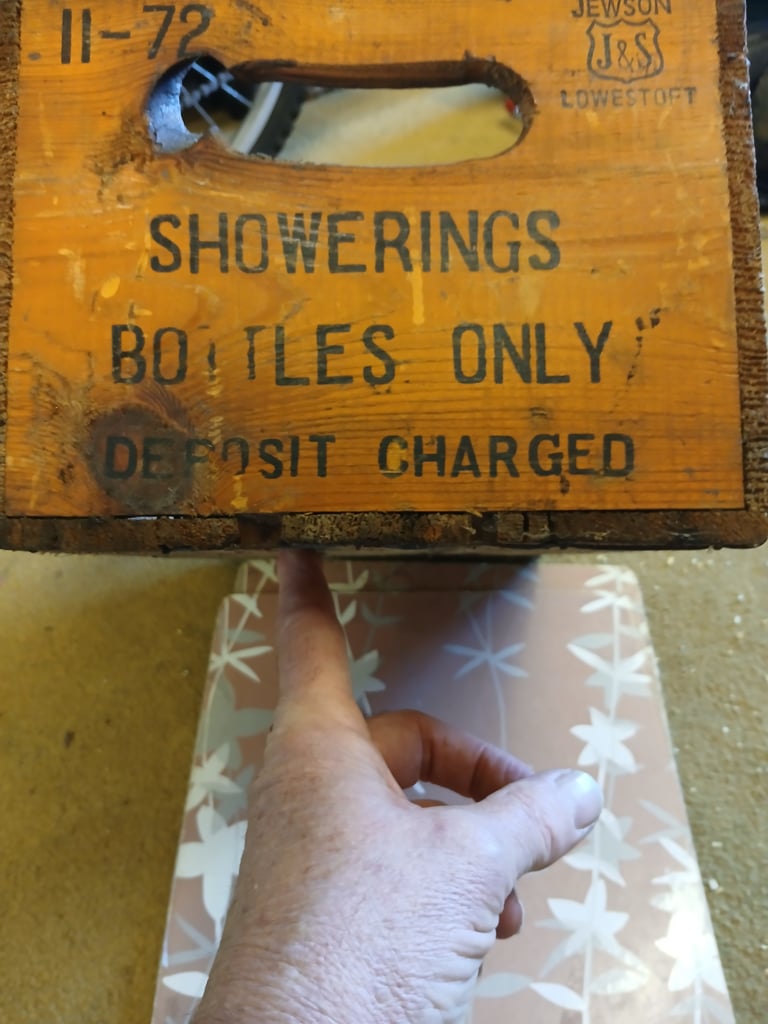 11-72
JEWSON
J&S
LOWESTOFT
SHOWERINGS
BOTTLES ONLY
DEPOSIT CHARGED